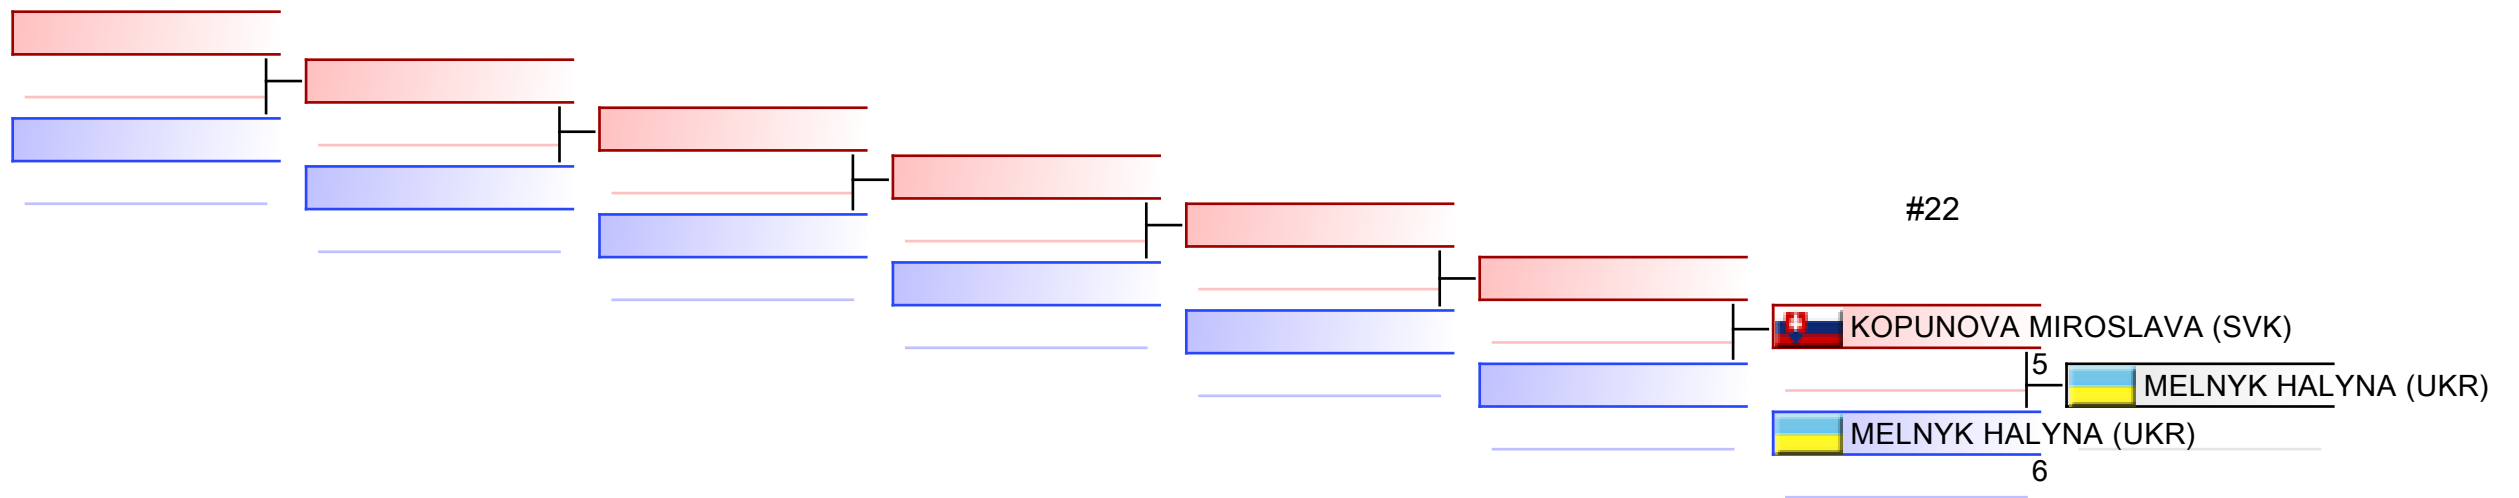 #22
KOPUNOVA MIROSLAVA (SVK)
5
MELNYK HALYNA (UKR)
MELNYK HALYNA (UKR)
6